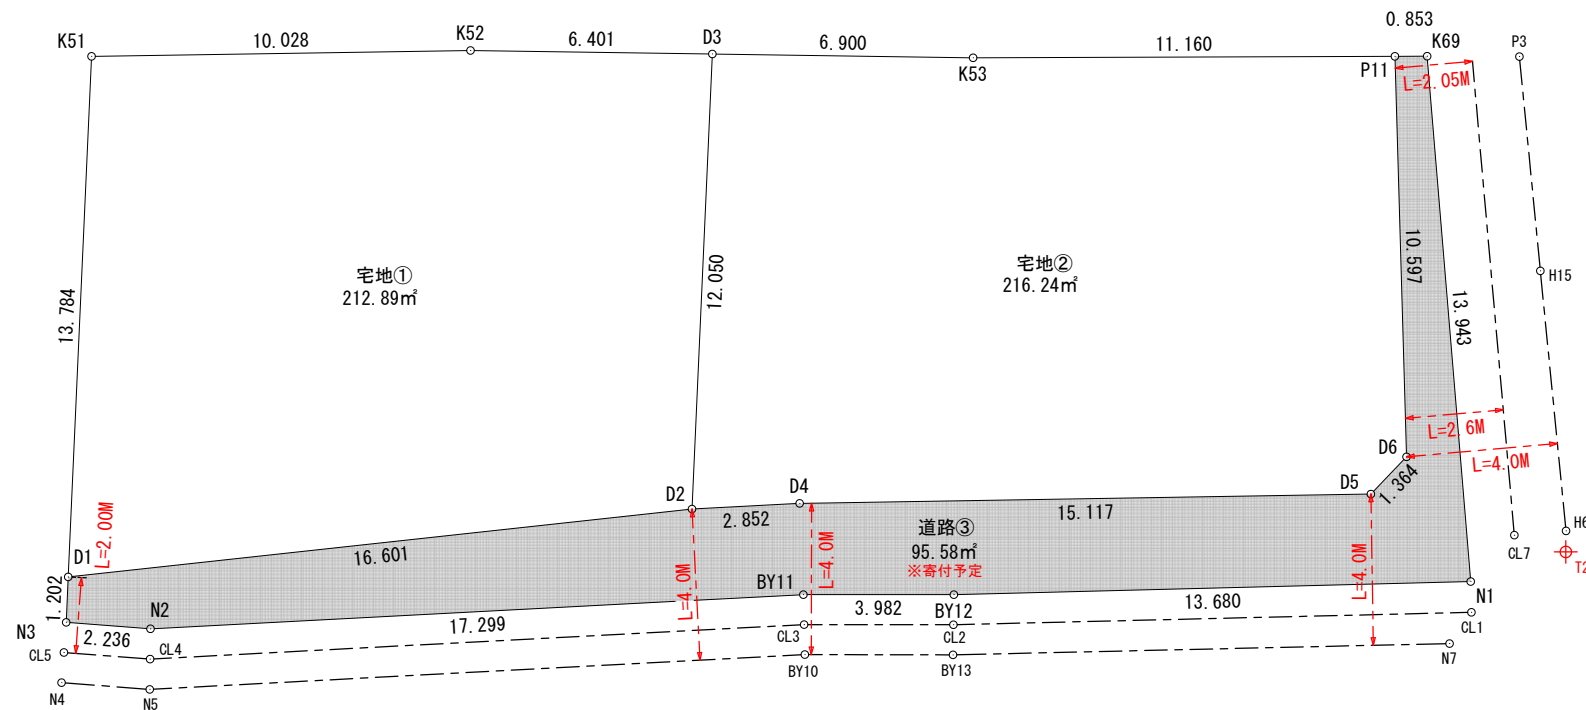 K51
10.028
K52
6.401
D3
6.900
K53
11.160
0.853
P11
K69
P3
L=2.05M
13.784
宅地①
212.89㎡
12.050
宅地②
216.24㎡
10.597
13.943
H15
L=2.6M
D6
L=4.0M
1.364
D5
D2
2.852
D4
15.117
道路③
95.58㎡
※寄付予定
L=4.0M
L=4.0M
L=4.0M
L=2.00M
D1
16.601
1.202
N3
2.236
N2
17.299
BY11
3.982
BY12
13.680
N1
CL7
H6
T2
CL5
CL4
CL3
CL2
CL1
N4
N5
BY10
BY13
N7